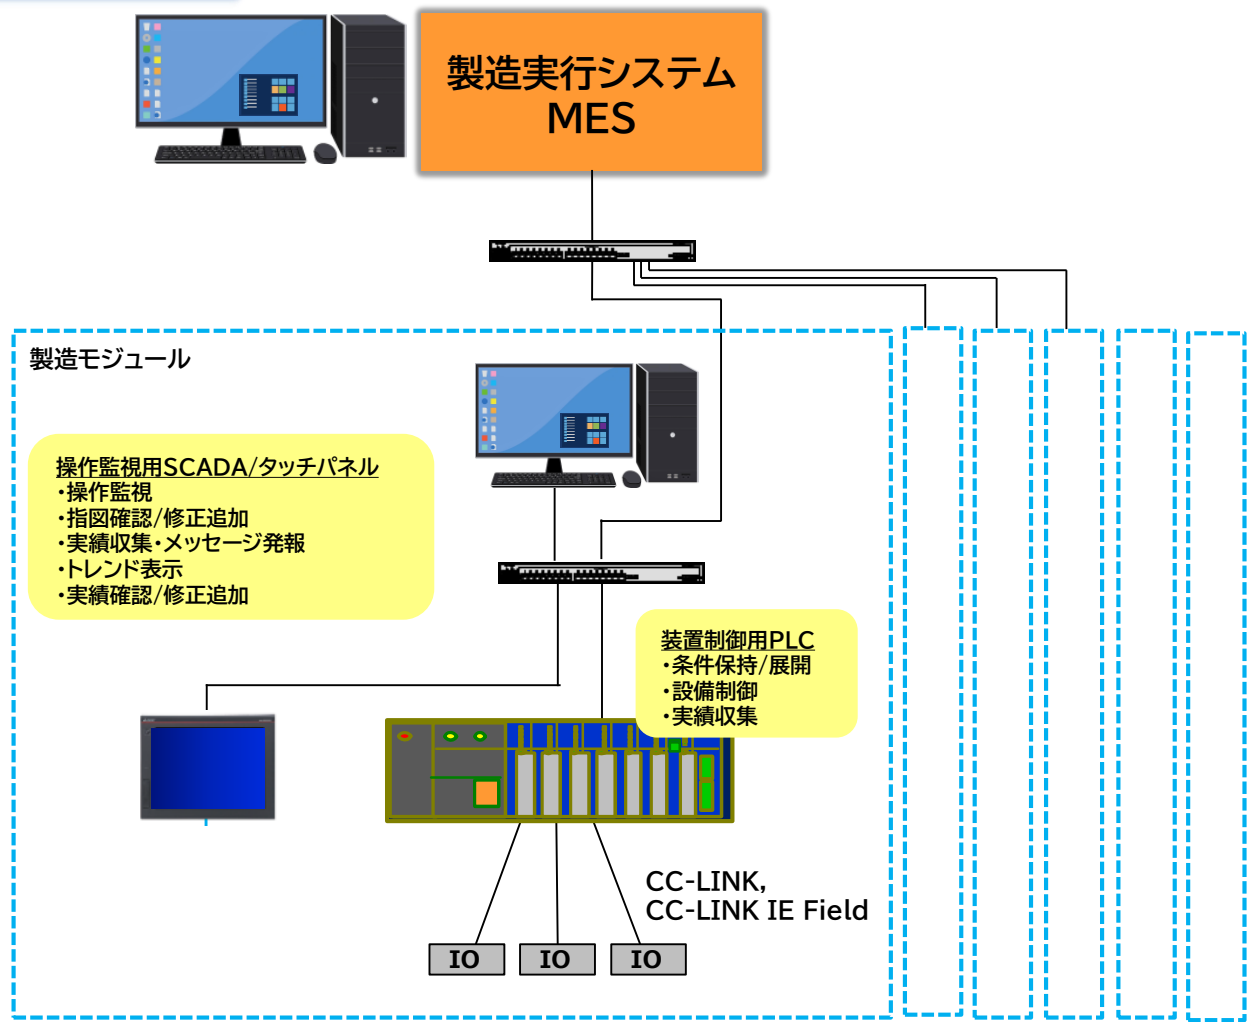 製造実行システム
MES
製造モジュール
操作監視用SCADA/タッチパネル
・操作監視
・指図確認/修正追加
・実績収集・メッセージ発報
・トレンド表示
・実績確認/修正追加
装置制御用PLC
・条件保持/展開
・設備制御
・実績収集
CC-LINK,
CC-LINK IE Field
IO
IO
IO